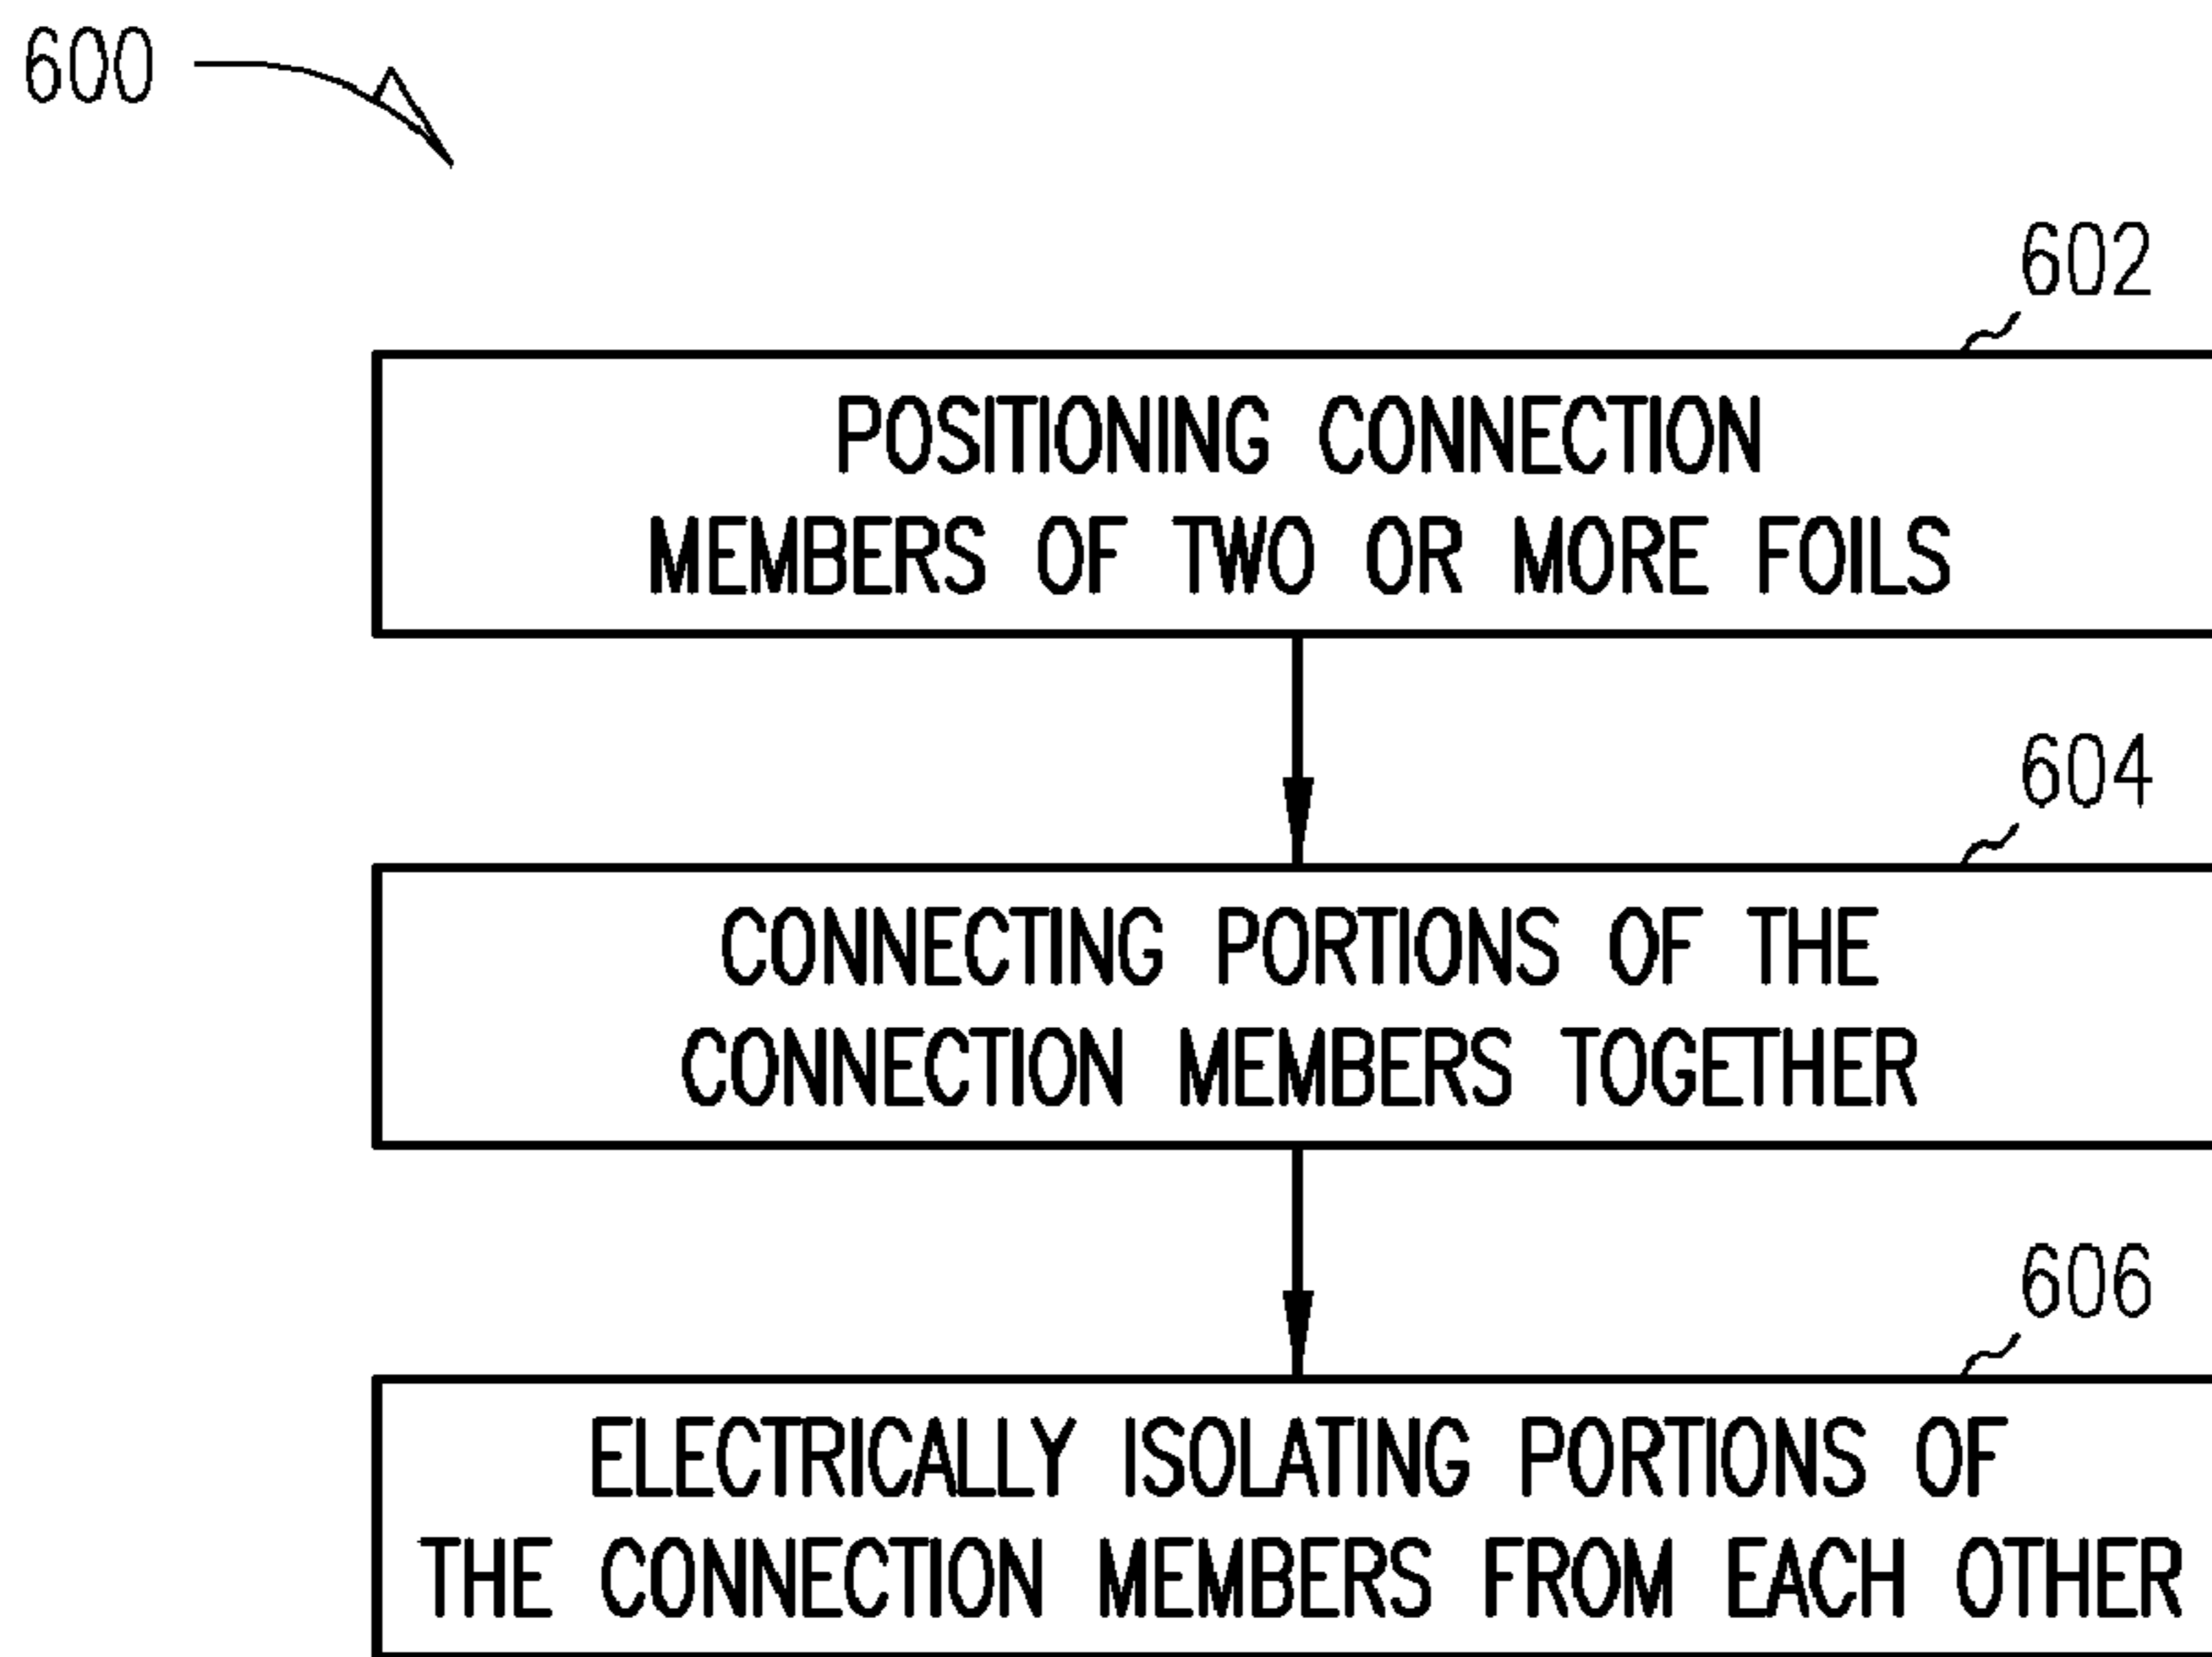 600
602
POSITIONING CONNECTION
MEMBERS OF TWO OR MORE FOILS
604
CONNECTING PORTIONS OF THE
CONNECTION MEMBERS TOGETHER
606
ELECTRICALLY ISOLATING PORTIONS OF
THE CONNECTION MEMBERS FROM EACH OTHER